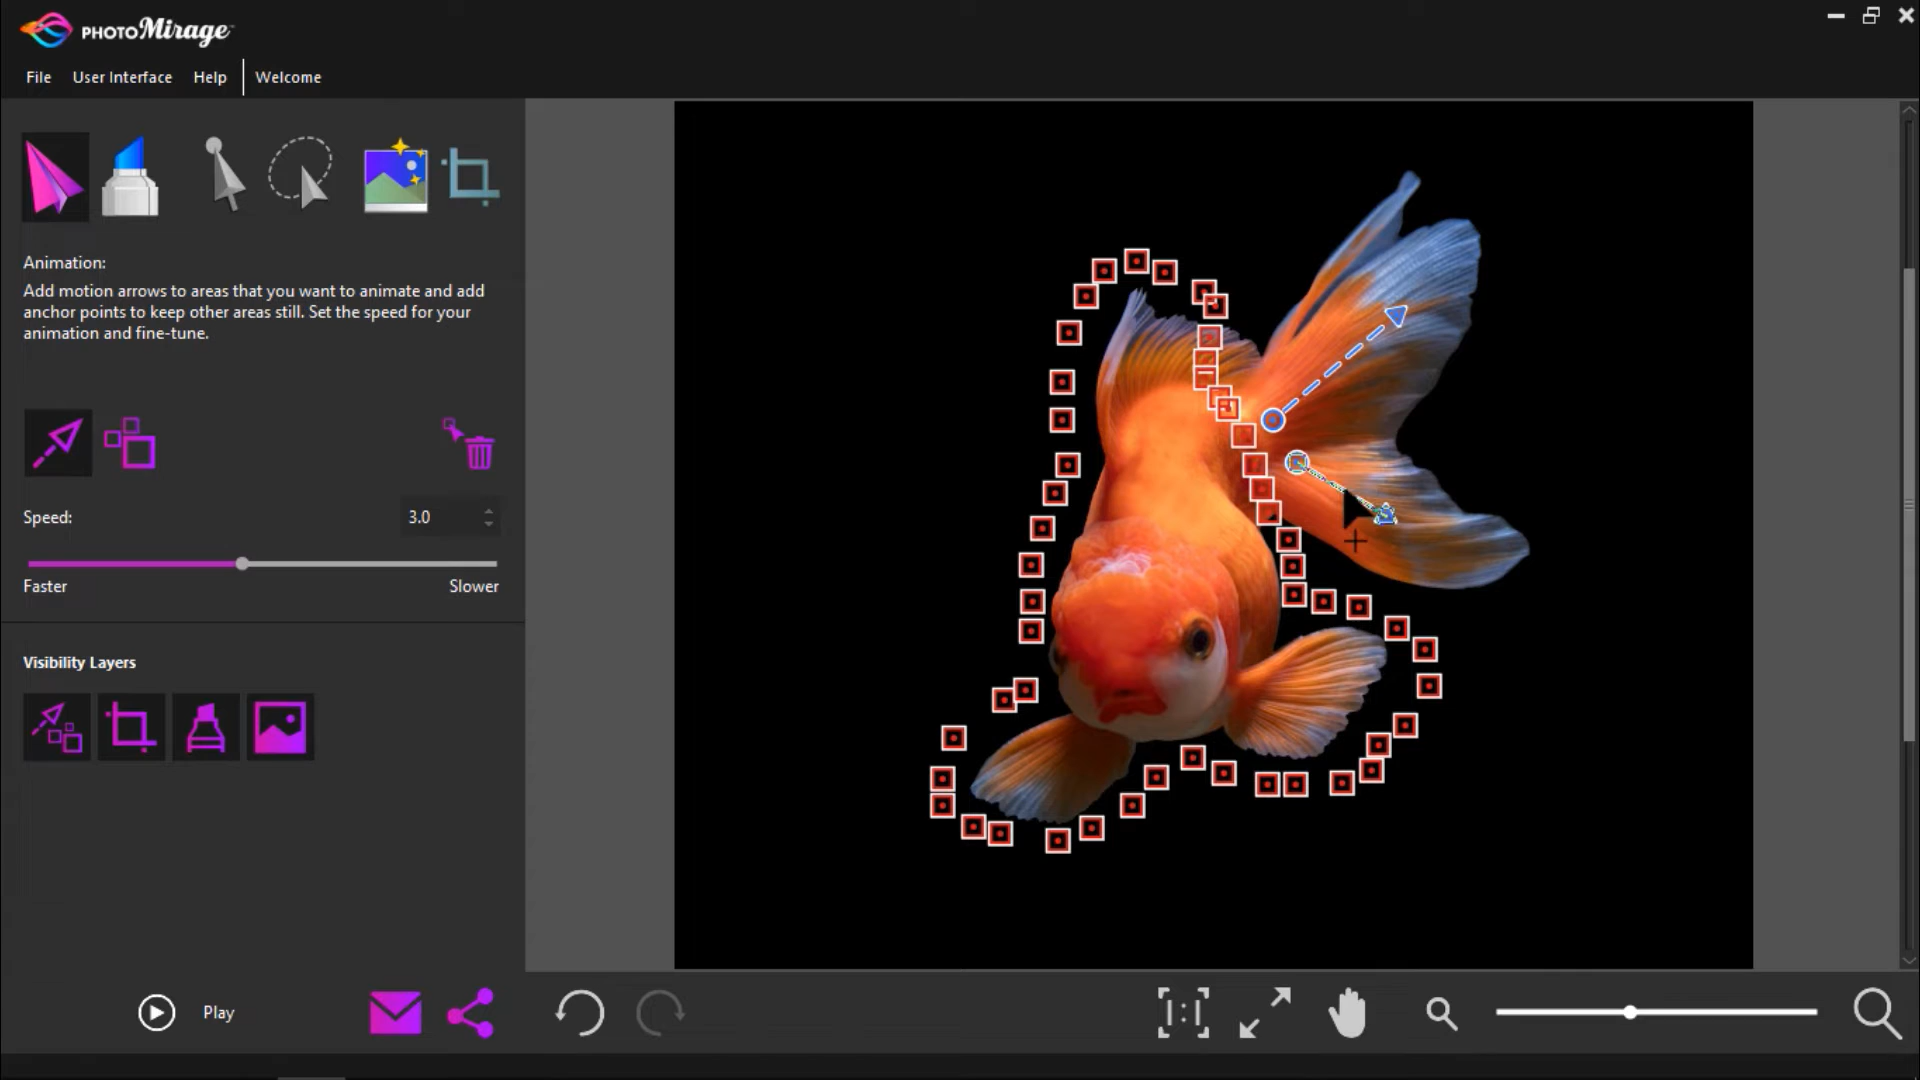 PHOTO Mirage
File User Interface Help Welcome
Animation:
Add motion arrows to areas that you want to animate and add
anchor points to keep other areas still. Set the speed for your
animation and fine-tune.
Speed: 3.0
Faster Slower
Visibility Layers
Play